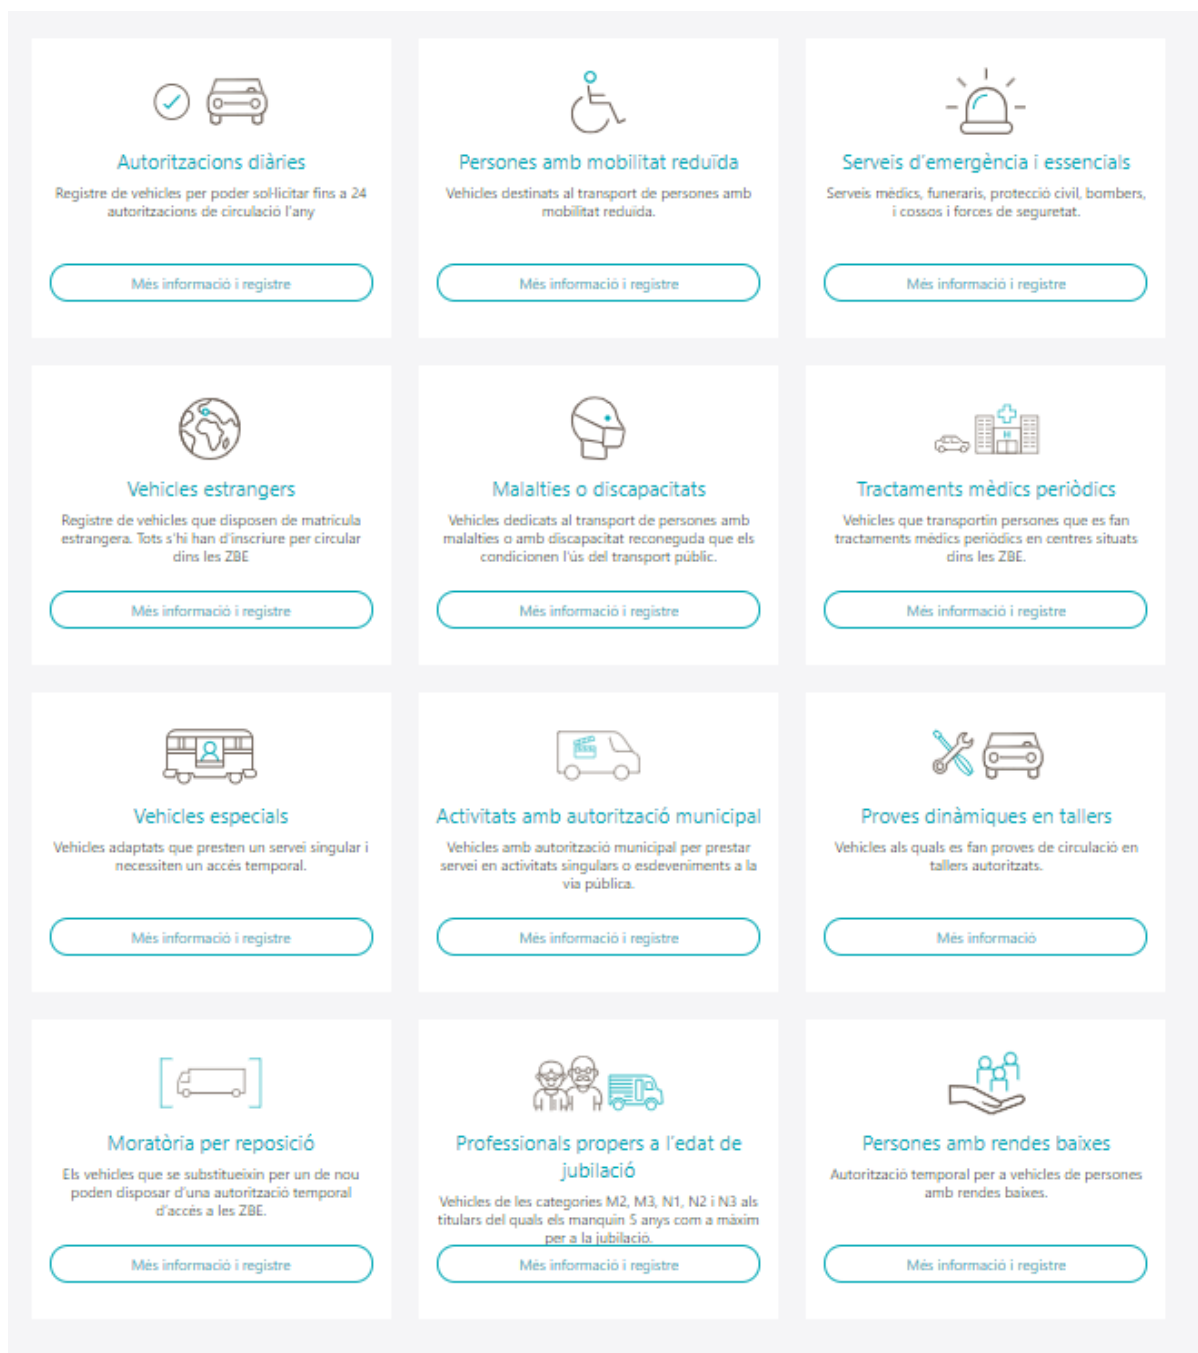 Autoritzacions diàries
Registre de vehicles per poder sol·licitar fins a 24
autoritzacions de circulació l'any
Més informació i registre
Persones amb mobilitat reduïda
Vehicles destinats al transport de persones amb
mobilitat reduïda.
Més informació i registre
Serveis d'emergència i essencials
Serveis mèdics, funeraris, protecció civil, bombers,
i cossos i forces de seguretat.
Més informació i registre
Vehicles estrangers
Registre de vehicles que disposen de matrícula
estrangera. Tots s'hi han d'inscriure per circular
dins les ZBE
Més informació i registre
Malalties o discapacitats
Vehicles dedicats al transport de persones amb
malalties o amb discapacitat reconeguda que els
condicionen l'ús del transport públic.
Més informació i registre
H
Tractaments mèdics periòdics
Vehicles que transportin persones que es fan
tractaments mèdics periòdics en centres situats
dins les ZBE.
Més informació i registre
Vehicles especials
Vehicles adaptats que presten un servei singular i
necessiten un accés temporal.
Més informació i registre
Activitats amb autorització municipal
Vehicles amb autorització municipal per prestar
servei en activitats singulars o esdeveniments a la
via pública.
Més informació i registre
Proves dinàmiques en tallers
Vehicles als quals es fan proves de circulació en
tallers autoritzats.
Més informació
Moratòria per reposició
Els vehicles que se substitueixin per un de nou
poden disposar d'una autorització temporal
d'accés a les ZBE.
Més informació i registre
Professionals propers a l'edat de
jubilació
Vehicles de les categories M2, M3, N1, N2 i N3 als
titulars del quals els manquin 5 anys com a màxim
per a la jubilació.
Més informació i registre
Persones amb rendes baixes
Autorització temporal per a vehicles de persones
amb rendes baixes.
Més informació i registre